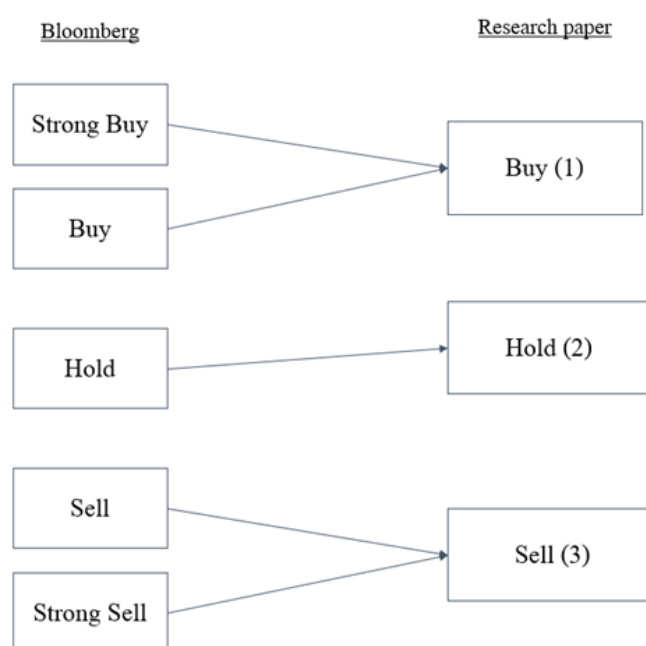 Bloomberg
Research paper
Strong Buy
Buy (1)
Buy
Hold
Hold (2)
Sell
Sell (3)
Strong Sell